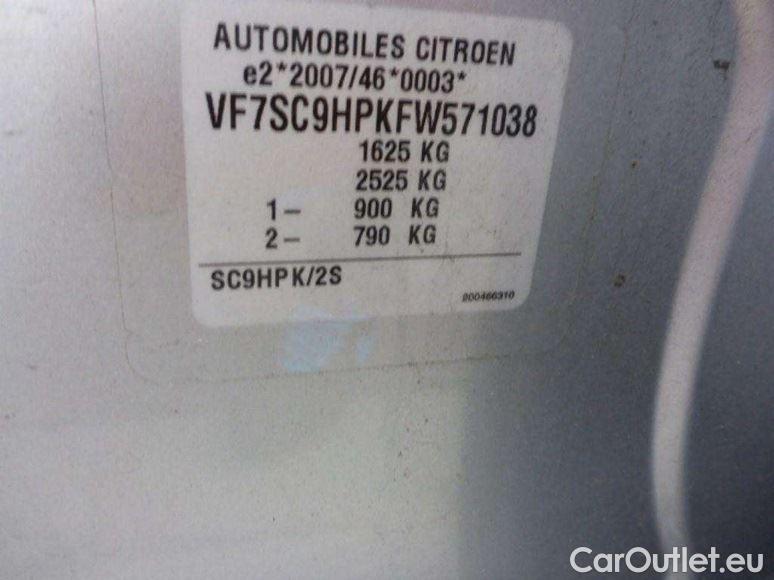 AUTOMOBILES CITROEN
e2*2007/46*0003*
VF7SC9HPKFW571038
1625 KG
2525 KG
1- 900 KG
2- 790 KG
SC9HPK/2S
800466310
CarOutlet.eu